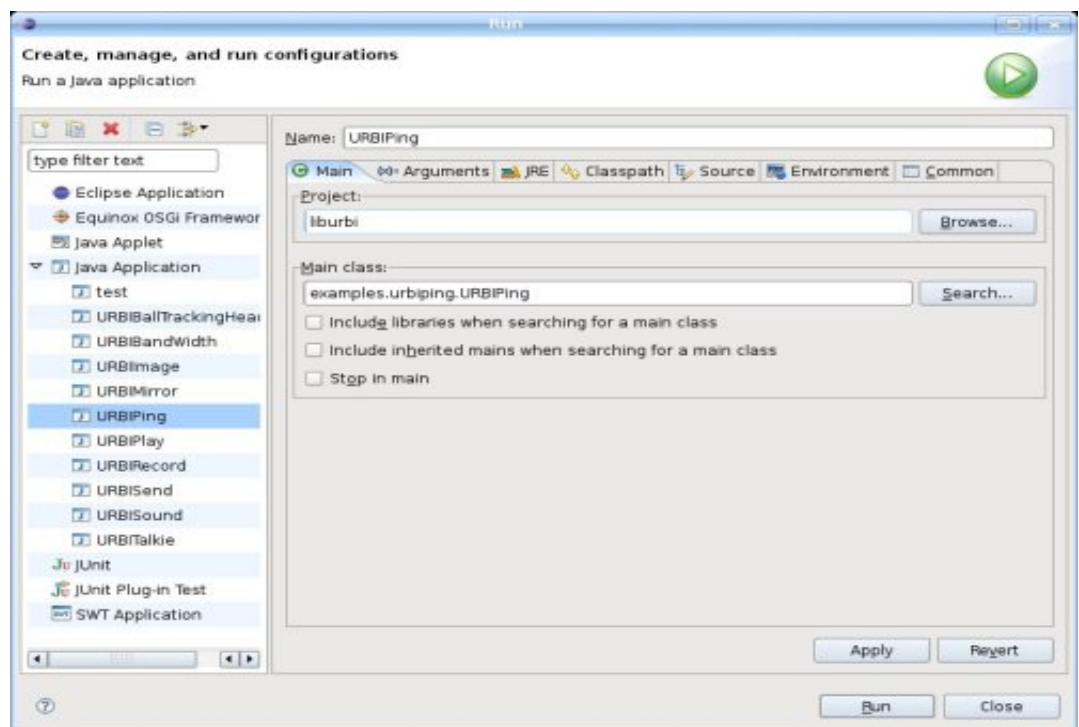 Run
Create, manage, and run configurations
Run a Java application
type filter text
Eclipse Application
Equinox OSGi Framewor
Java Applet
Java Application
test
URBIBallTrackingHea
URBIBandWidth
URBIImage
URBIMirror
URBIPing
URBIPlay
URBIRecord
URBISend
URBISound
URBITalkie
Ju JUnit
JUnit Plug-in Test
SWT Application
Name: URBIPing
Main
(x)= Arguments
JRE
Classpath
Source
Environment
Common
Project:
liburbi
Browse...
Main class:
examples.urbiping.URBIPing
Search...
Include libraries when searching for a main class
Include inherited mains when searching for a main class
Stop in main
Apply
Revert
?
Run
Close